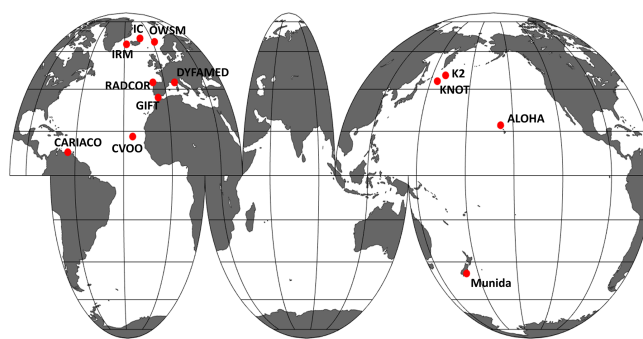 IC
OWSM
IRM
RADCOR
DYFAMED
GIFT
K2
KNOT
ALOHA
CARIACO
CVOO
Munida